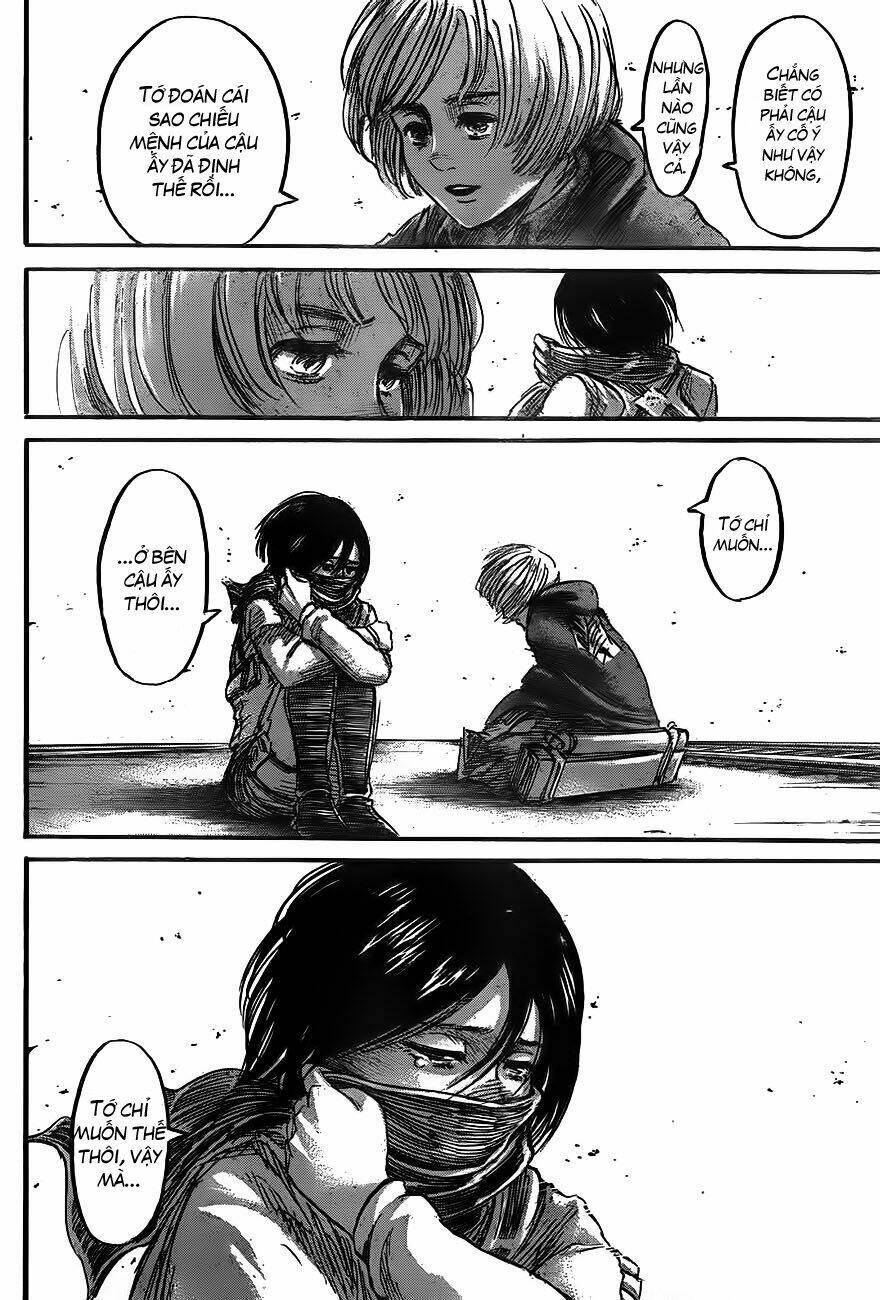 CHẲNG
BIẾT CÓ
PHẢI CẬU
ẤY CỐ Ý
NHƯ VẬY
KHÔNG,
NHƯNG
LẦN
NÀO
CŨNG
VẬY
CẢ.
TỚ ĐOÁN CÁI
SAO CHIẾU
MỆNH CỦA CẬU
ẤY ĐÃ ĐỊNH
THẾ RỒI...
TỚ CHỈ
MUỐN...
...Ở BÊN
CẬU ẤY
THÔI...
TỚ CHỈ
MUỐN THẾ
THÔI, VẬY
MÀ...